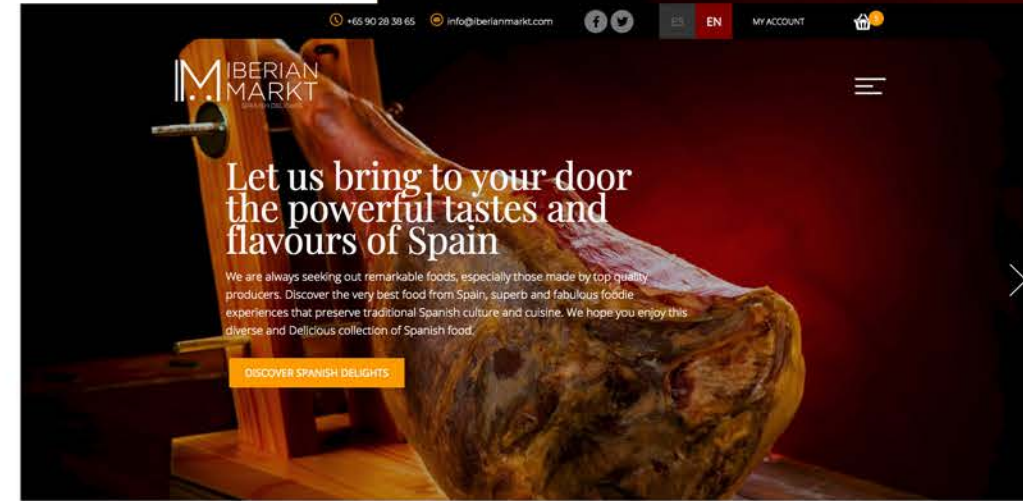 +65 90 28 38 65
info@iberianmarkt.com
ES
EN
MY ACCOUNT
IBERIAN
MARKT
SPANISH DELIGHTS
Let us bring to your door
the powerful tastes and
flavours of Spain
We are always seeking out remarkable foods, especially those made by top quality
producers. Discover the very best food from Spain, superb and fabulous foodie
experiences that preserve traditional Spanish culture and cuisine. We hope you enjoy this
diverse and Delicious collection of Spanish food.
DISCOVER SPANISH DELIGHTS